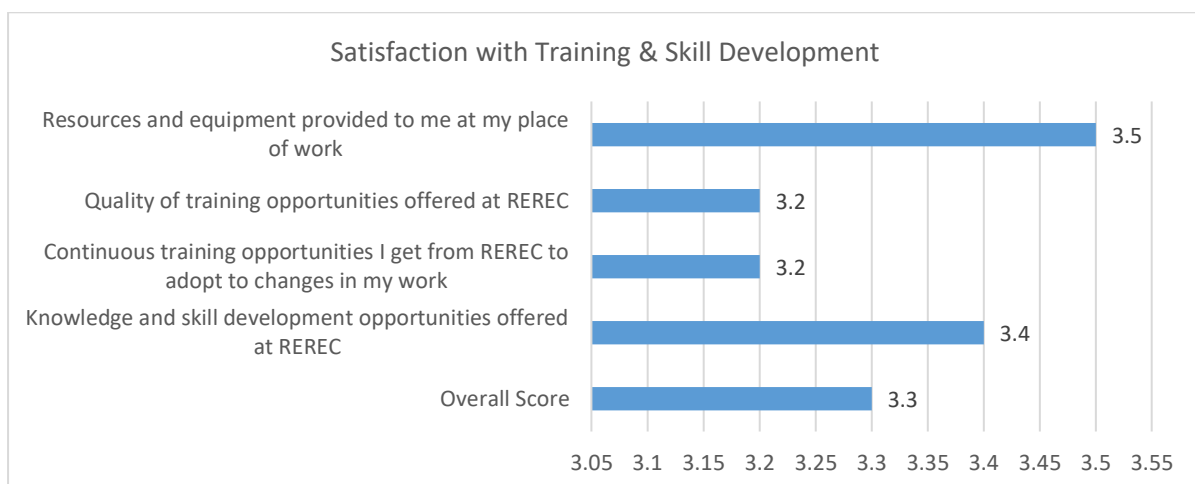 Satisfaction with Training & Skill Development
Resources and equipment provided to me at my place
of work
3.5
Quality of training opportunities offered at REREC
3.2
Continuous training opportunities I get from REREC to
adopt to changes in my work
3.2
Knowledge and skill development opportunities offered
at REREC
3.4
Overall Score
3.3
3.05 3.1 3.15 3.2 3.25 3.3 3.35 3.4 3.45 3.5 3.55